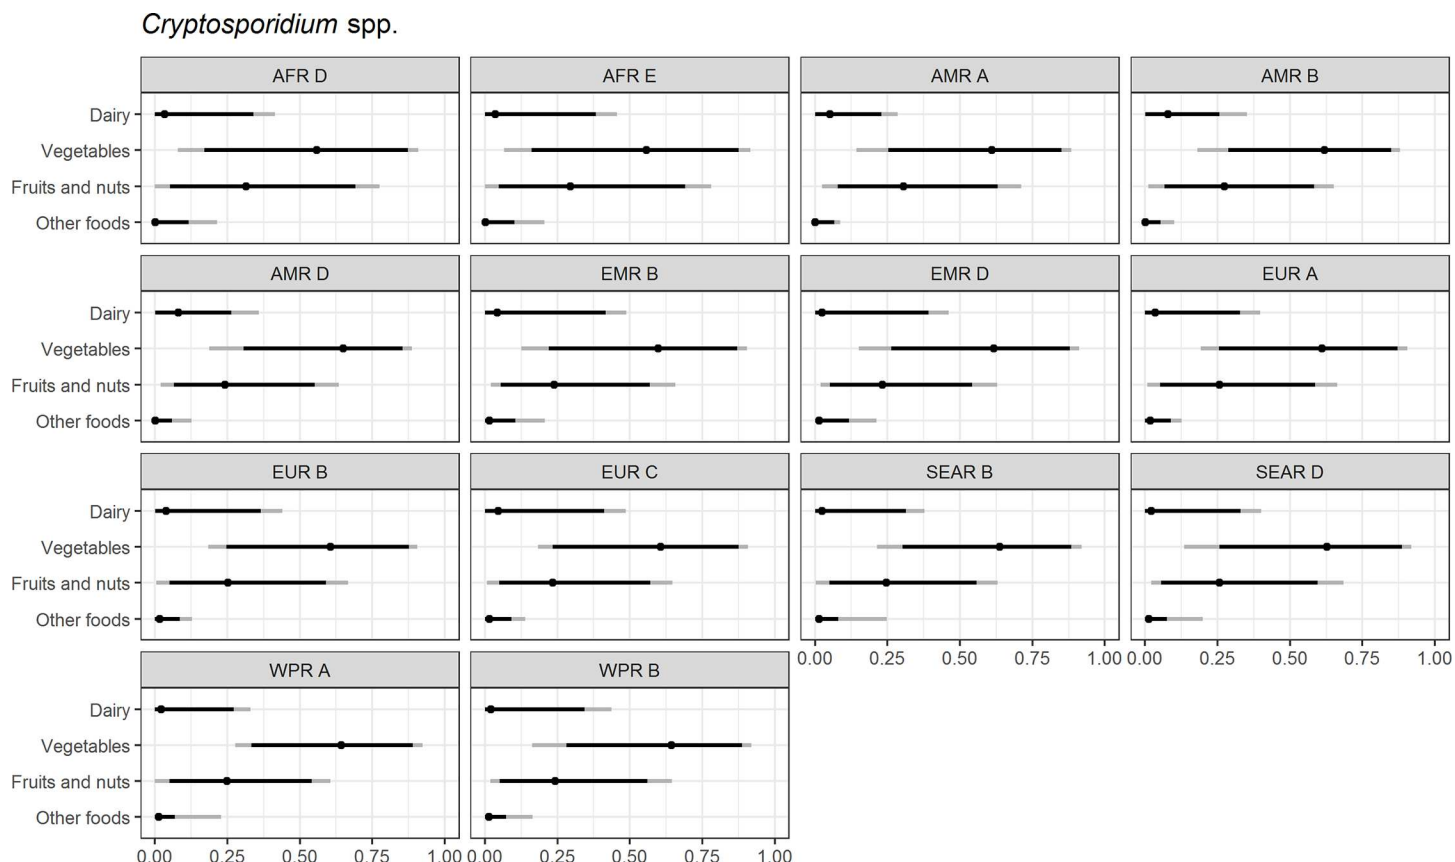 Cryptosporidium spp.
AFR D
AFR E
AMR A
AMR B
Dairy
Vegetables
Fruits and nuts
Other foods
AMR D
EMR B
EMR D
EUR A
Dairy
Vegetables
Fruits and nuts
Other foods
EUR B
EUR C
SEAR B
SEAR D
Dairy
Vegetables
Fruits and nuts
Other foods
0.00 0.25 0.50 0.75 1.00 0.00 0.25 0.50 0.75 1.00
WPR A
WPR B
Dairy
Vegetables
Fruits and nuts
Other foods
0.00 0.25 0.50 0.75 1.00 0.00 0.25 0.50 0.75 1.00